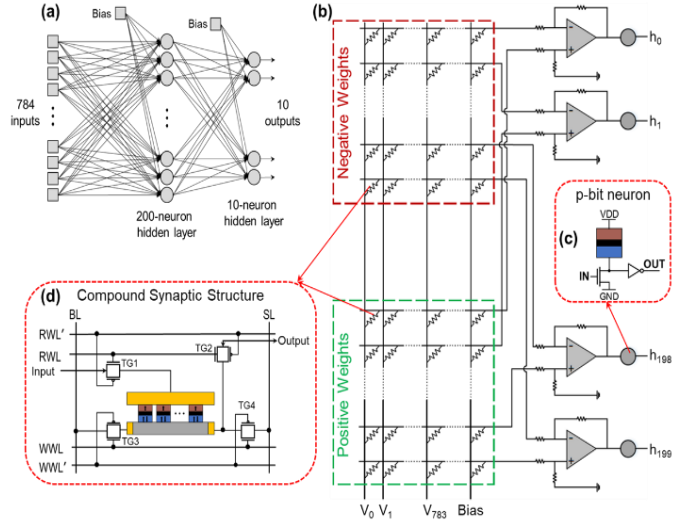 (a)
Bias
Bias
784
inputs
10
outputs
200-neuron
hidden layer
10-neuron
hidden layer
(b)
Negative Weights
Positive Weights
V0 V1 V783 Bias
h0
h1
h198
h199
p-bit neuron
(c)
VDD
OUT
IN
GND
(d)
Compound Synaptic Structure
BL
SL
RWL'
RWL
Input
TG1
TG2
Output
TG3
TG4
WWL
WWL'